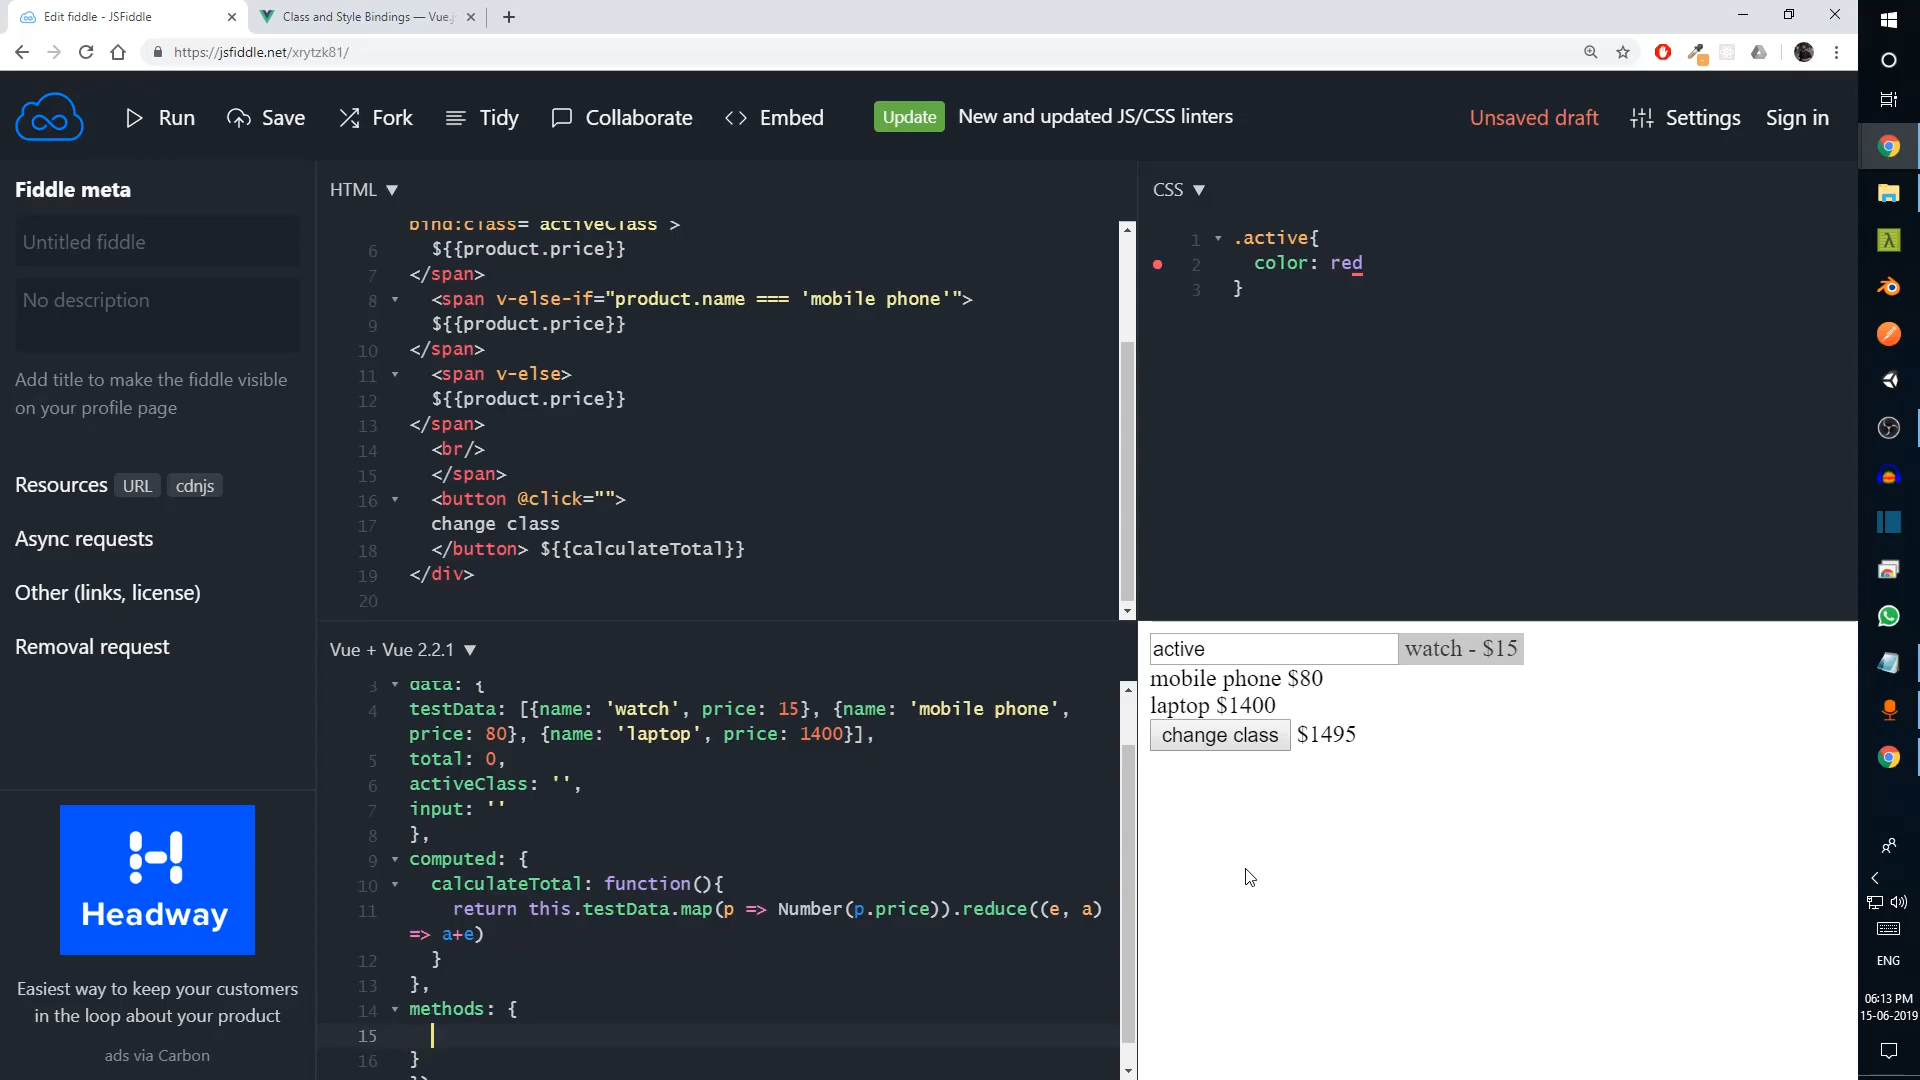 Edit fiddle - JSFiddle
Class and Style Bindings — Vue.j
https://jsfiddle.net/xrytzk81/
Run
Save
Fork
Tidy
Collaborate
Embed
Update
New and updated JS/CSS linters
Unsaved draft
Settings
Sign in
Fiddle meta
Untitled fiddle
No description
Add title to make the fiddle visible
on your profile page
Resources URL cdnjs
Async requests
Other (links, license)
Removal request
Headway
Easiest way to keep your customers
in the loop about your product
ads via Carbon
HTML ▼
bind:class= activeClass >
6 ${{product.price}}
7 </span>
8 <span v-else-if="product.name === 'mobile phone'">
9 ${{product.price}}
10 </span>
11 <span v-else>
12 ${{product.price}}
13 </span>
14 <br/>
15 </span>
16 <button @click="">
17 change class
18 </button> ${{calculateTotal}}
19 </div>
20
CSS ▼
1 .active{
2 color: red
3 }
Vue + Vue 2.2.1 ▼
3 data: {
4 testData: [{name: 'watch', price: 15}, {name: 'mobile phone',
price: 80}, {name: 'laptop', price: 1400}],
5 total: 0,
6 activeClass: '',
7 input: ''
8 },
9 computed: {
10 calculateTotal: function(){
11 return this.testData.map(p => Number(p.price)).reduce((e, a)
=> a+e)
12 }
13 },
14 methods: {
15
16 }
active watch - $15
mobile phone $80
laptop $1400
change class $1495
ENG
06:13 PM
15-06-2019